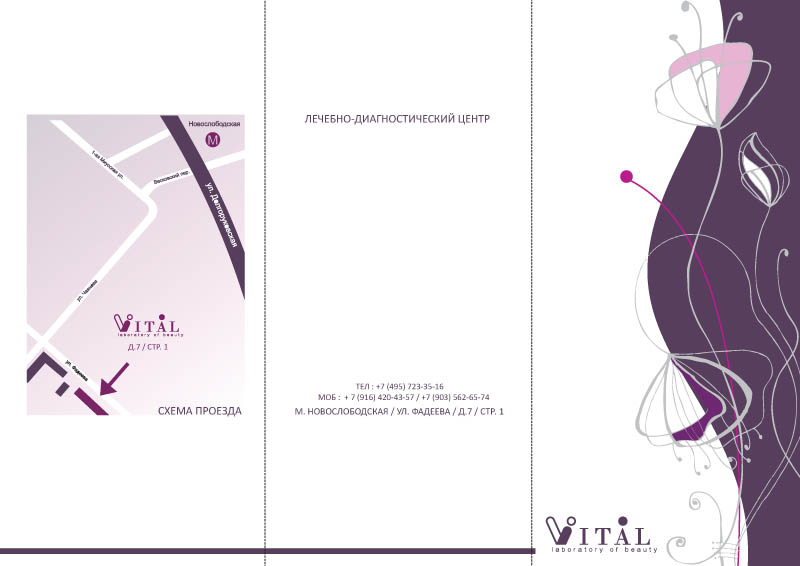 Новослободская
М
1-ая Миусская ул.
Весковский пер.
ул. Долгоруковская
ул. Чаянова
VITAL
laboratory of beauty
Д.7 / СТР. 1
ул. Фадеева
СХЕМА ПРОЕЗДА
ЛЕЧЕБНО-ДИАГНОСТИЧЕСКИЙ ЦЕНТР
ТЕЛ : +7 (495) 723-35-16
МОБ : + 7 (916) 420-43-57 / +7 (903) 562-65-74
М. НОВОСЛОБОДСКАЯ / УЛ. ФАДЕЕВА / Д.7 / СТР. 1
VITAL
laboratory of beauty